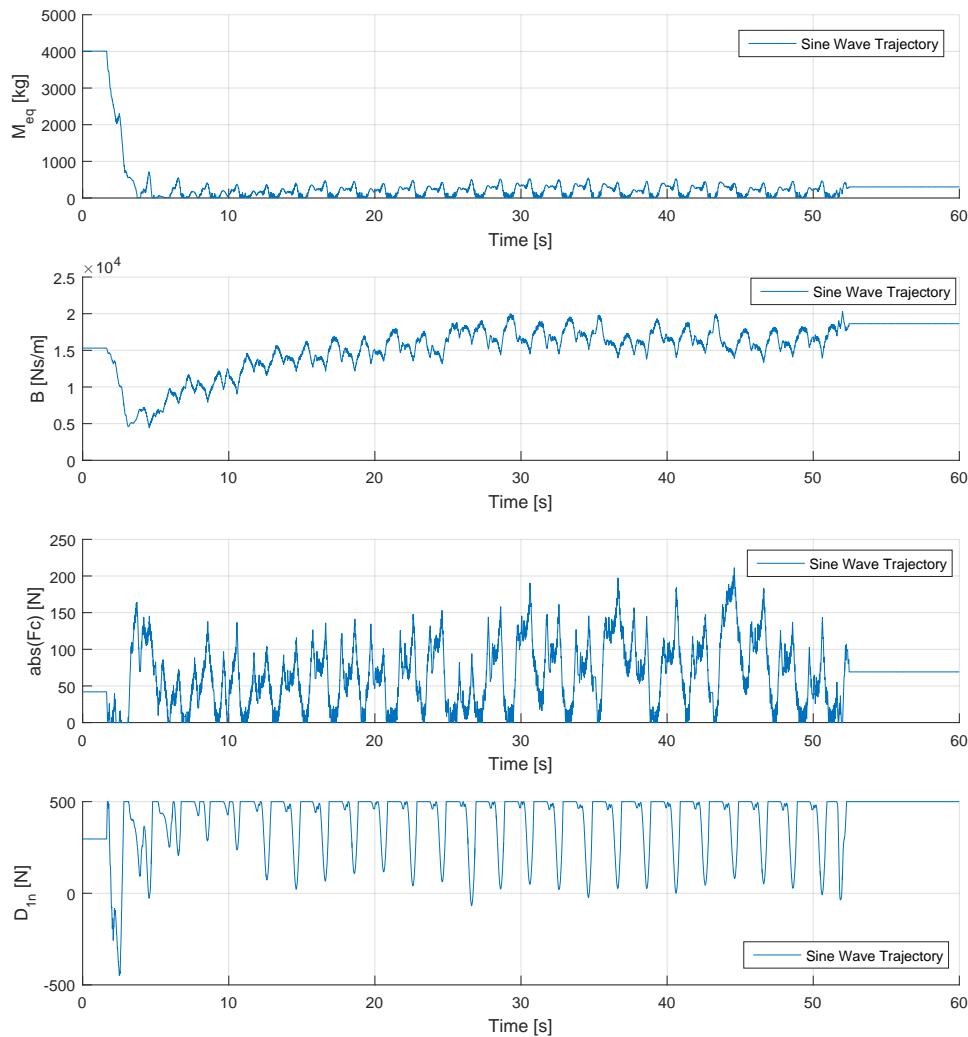 5000
4000
3000
2000
1000
0
M_eq [kg]
Sine Wave Trajectory
0 10 20 30 40 50 60
Time [s]
×10^4
2.5
2
1.5
1
0.5
0
B [Ns/m]
Sine Wave Trajectory
0 10 20 30 40 50 60
Time [s]
250
200
150
100
50
0
abs(Fc) [N]
Sine Wave Trajectory
0 10 20 30 40 50 60
Time [s]
500
0
-500
D_1n [N]
Sine Wave Trajectory
0 10 20 30 40 50 60
Time [s]